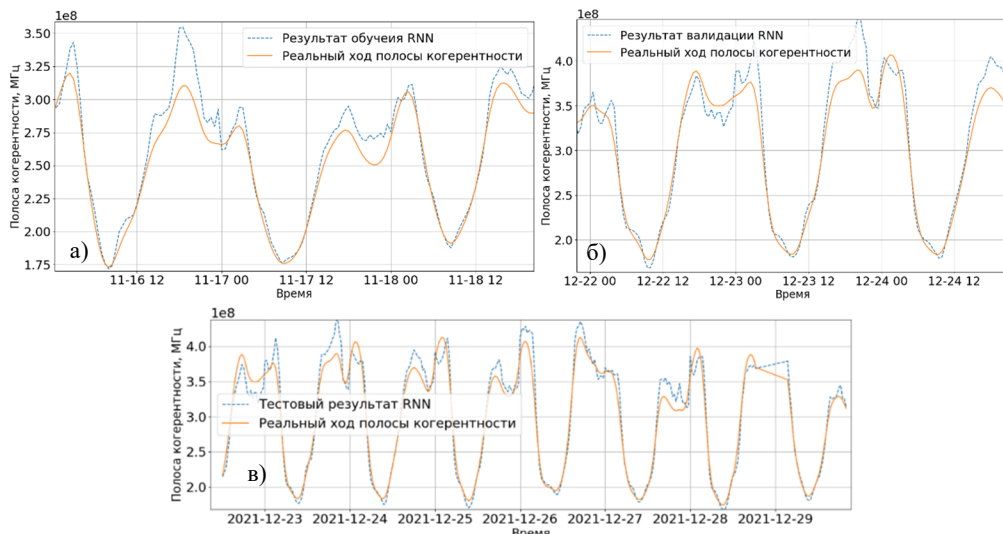 1e8
3.50
3.25
3.00
2.75
2.50
2.25
2.00
1.75
Полоса когерентности, МГц
Результат обучеия RNN
Реальный ход полосы когерентности
а)
11-16 12
11-17 00
11-17 12
11-18 00
11-18 12
Время
1e8
4.0
3.5
3.0
2.5
2.0
Полоса когерентности, МГц
Результат валидации RNN
Реальный ход полосы когерентности
б)
12-22 00
12-22 12
12-23 00
12-23 12
12-24 00
12-24 12
Время
1e8
4.0
3.5
3.0
2.5
2.0
Полоса когерентности, МГц
Тестовый результат RNN
Реальный ход полосы когерентности
в)
2021-12-23
2021-12-24
2021-12-25
2021-12-26
2021-12-27
2021-12-28
2021-12-29
Время